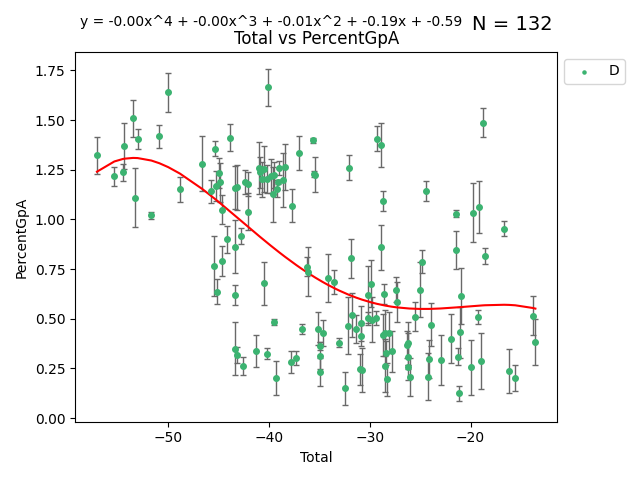 y = -0.00x^4 + -0.00x^3 + -0.01x^2 + -0.19x + -0.59 N = 132
Total vs PercentGpA
D
1.75
1.50
1.25
1.00
0.75
0.50
0.25
0.00
PercentGpA
−50 −40 −30 −20
Total